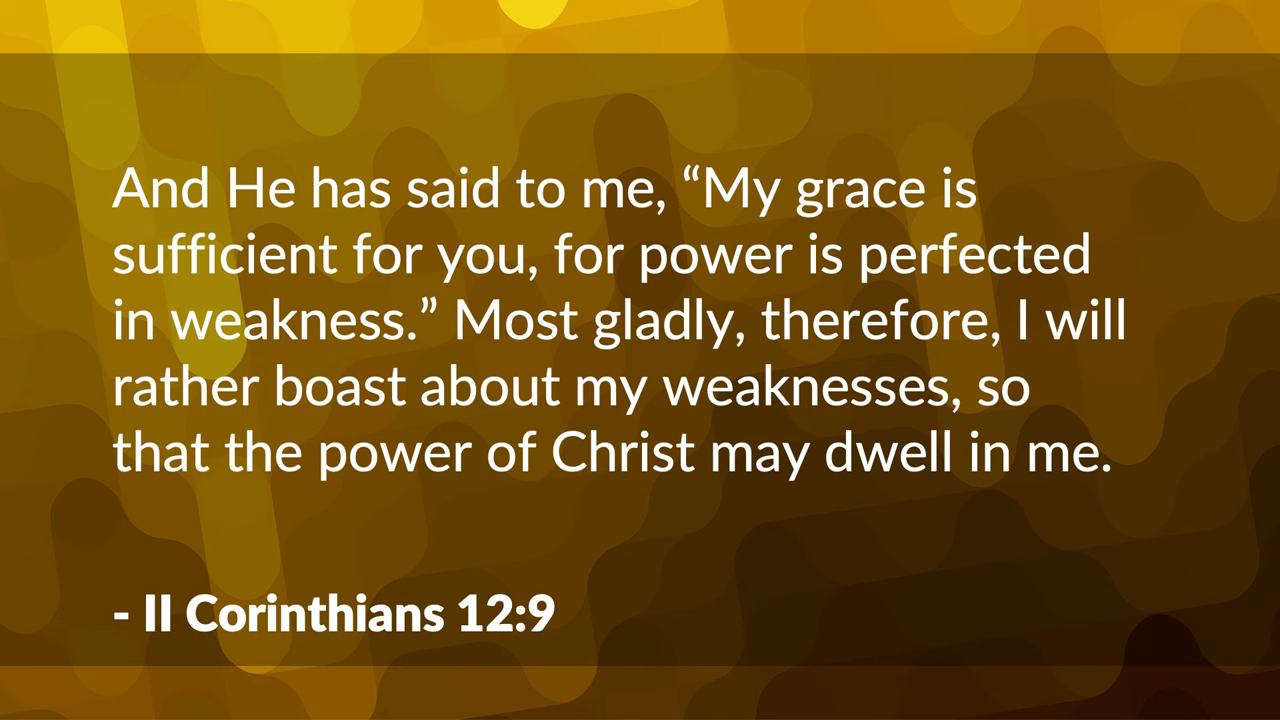 And He has said to me, “My grace is
sufficient for you, for power is perfected
in weakness.” Most gladly, therefore, I will
rather boast about my weaknesses, so
that the power of Christ may dwell in me.
- II Corinthians 12:9